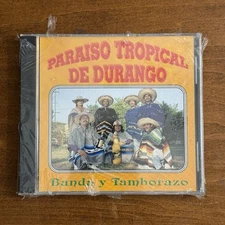 PARAISO TROPICAL
DE DURANGO
Banda y Tamborazo